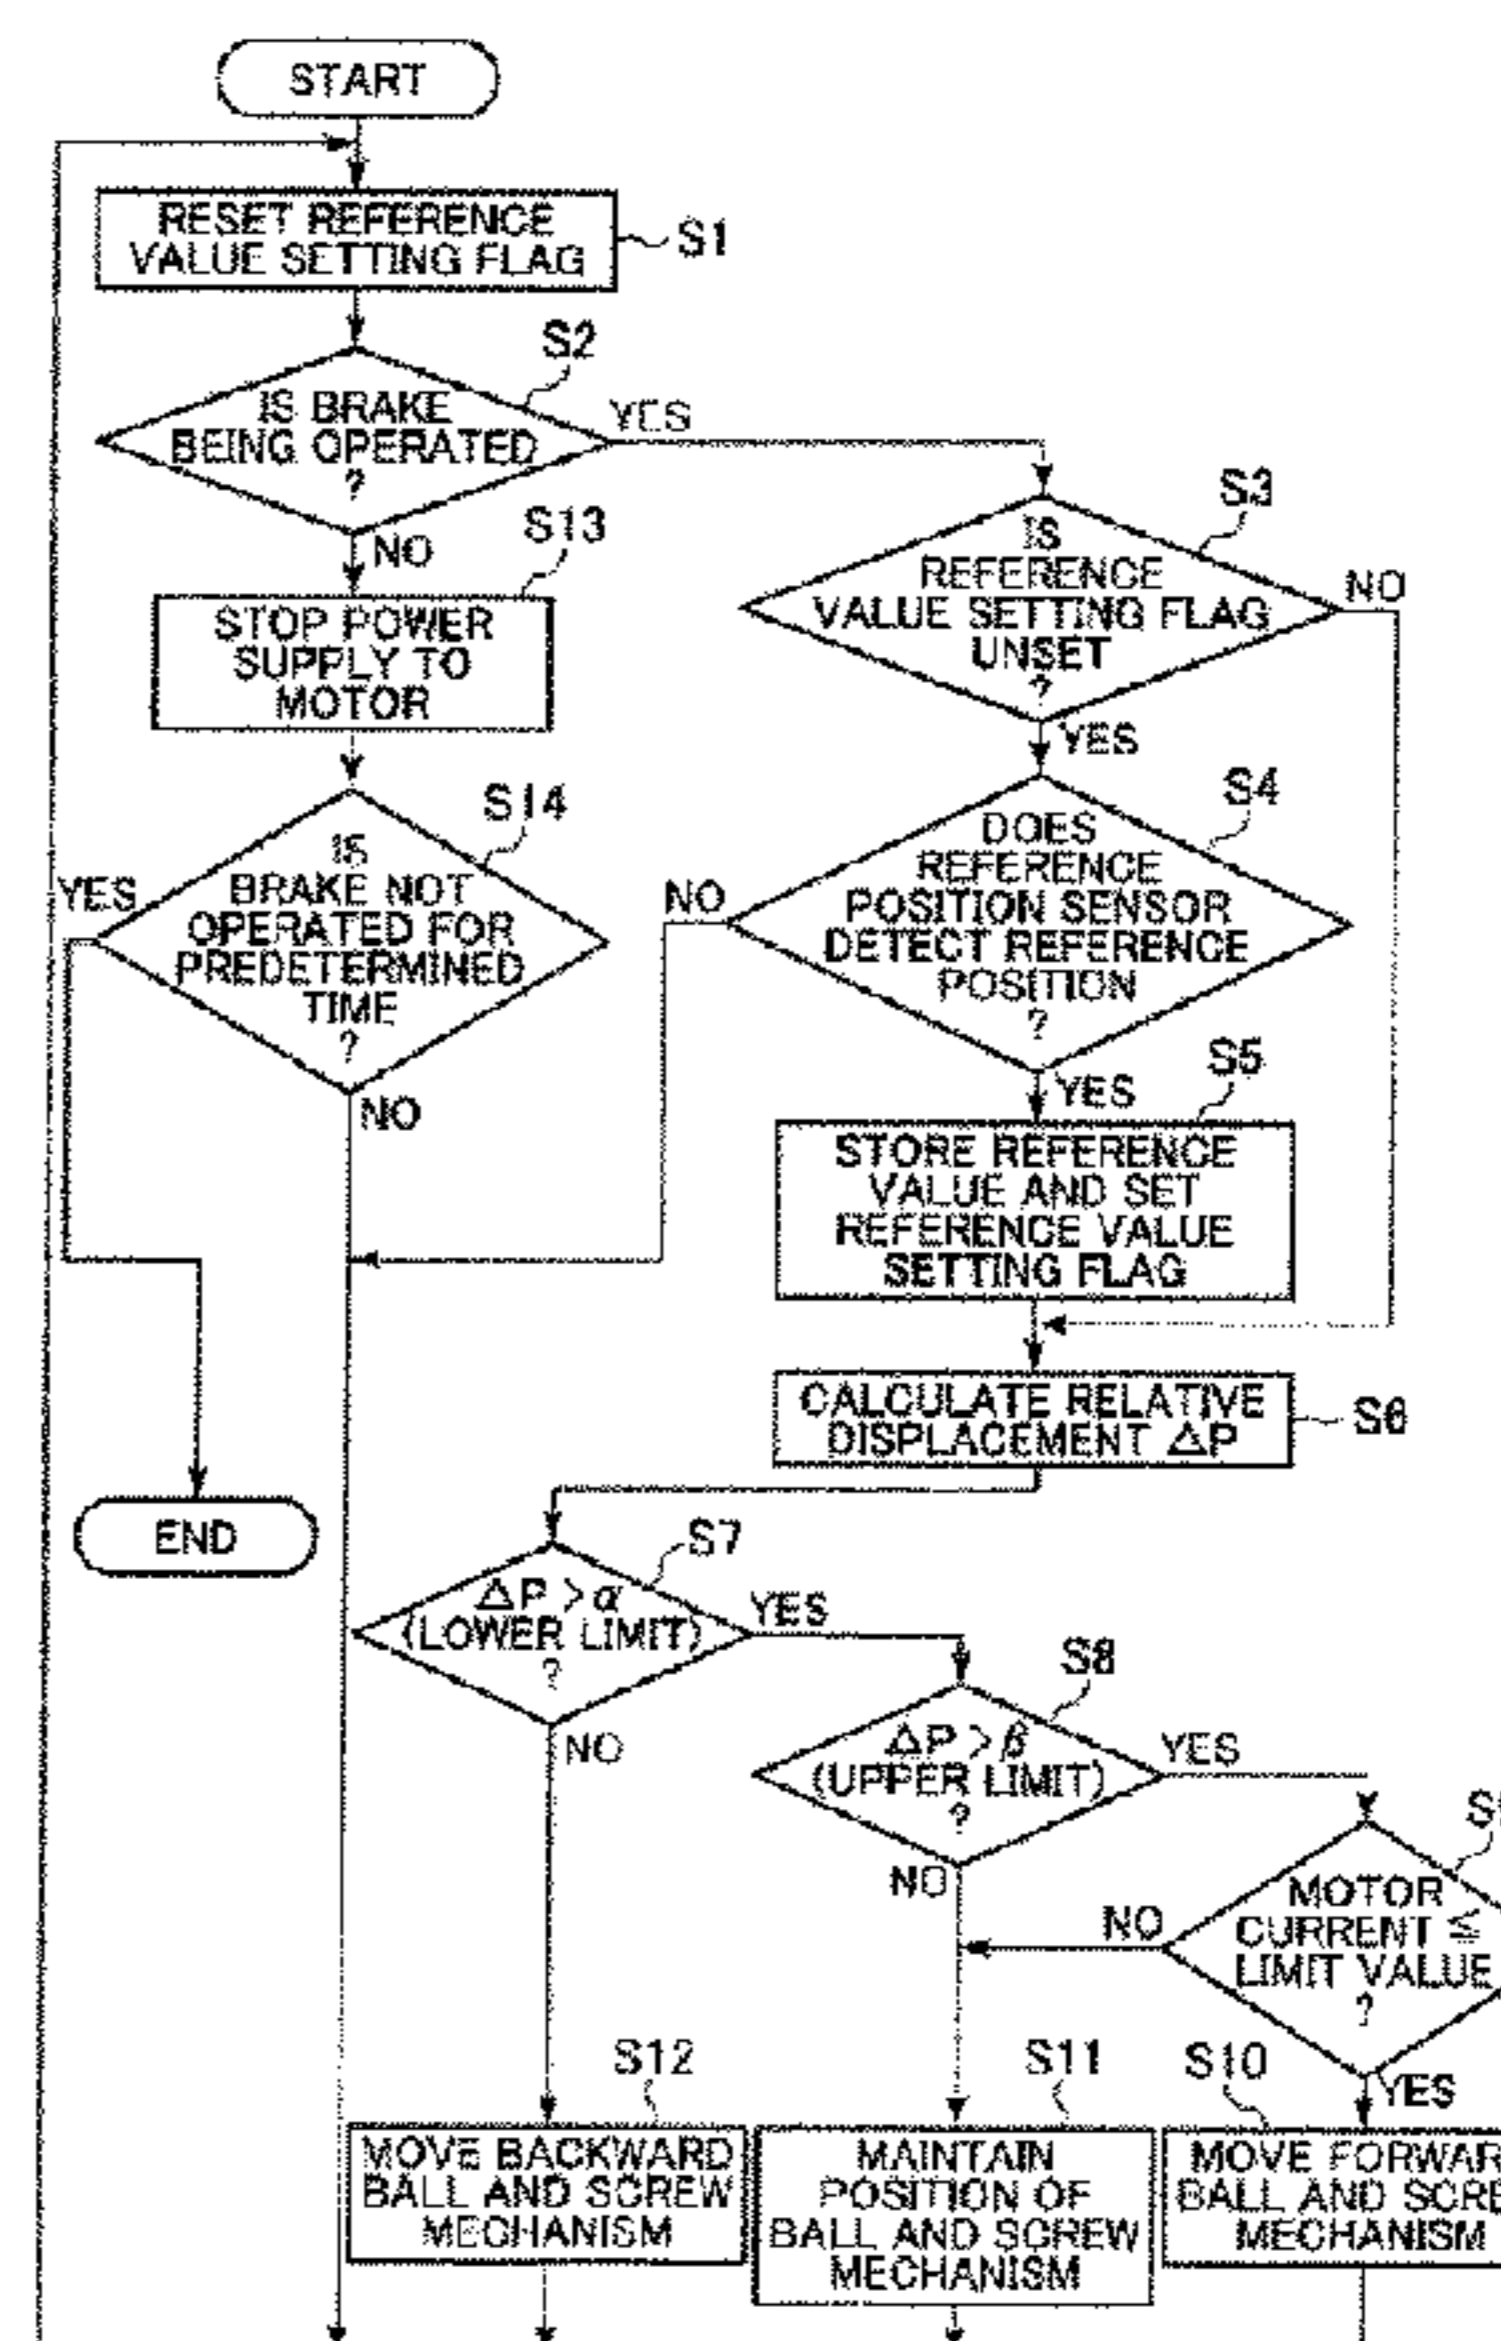 START
RESET REFERENCE
VALUE SETTING FLAG
S1
S2
IS BRAKE
BEING OPERATED
?
YES
NO
S13
STOP POWER
SUPPLY TO
MOTOR
S3
IS
REFERENCE
VALUE SETTING FLAG
UNSET
?
NO
YES
S14
IS
BRAKE NOT
OPERATED FOR
PREDETERMINED
TIME
?
YES
NO
S4
DOES
REFERENCE
POSITION SENSOR
DETECT REFERENCE
POSITION
?
NO
YES
S5
STORE REFERENCE
VALUE AND SET
REFERENCE VALUE
SETTING FLAG
CALCULATE RELATIVE
DISPLACEMENT △P
S6
END
S7
△P>α
(LOWER LIMIT)
?
YES
NO
S8
△P>β
(UPPER LIMIT)
?
YES
NO
MOTOR
CURRENT ≦
LIMIT VALUE
?
NO
YES
S12
MOVE BACKWARD
BALL AND SCREW
MECHANISM
S11
MAINTAIN
POSITION OF
BALL AND SCREW
MECHANISM
S10
MOVE
BALL AND
MECHANISM